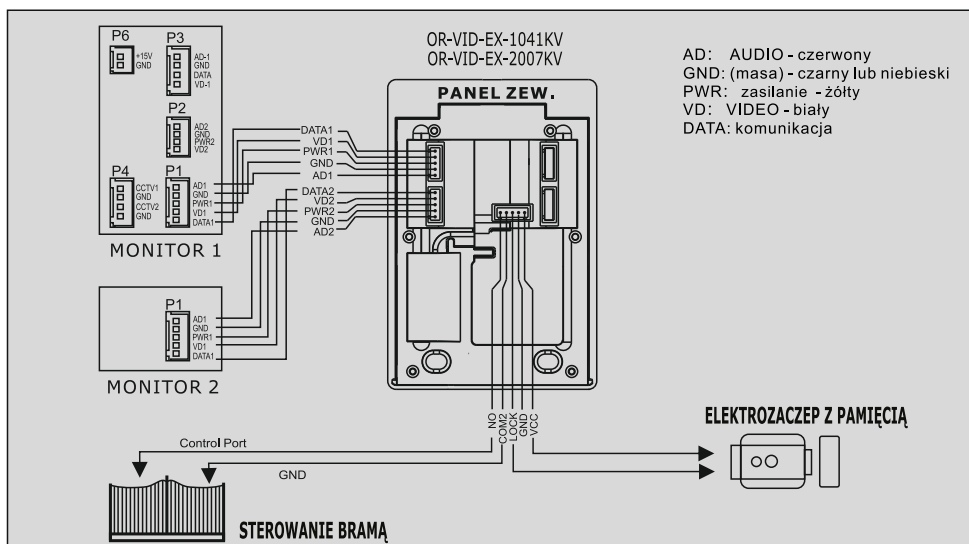 OR-VID-EX-1041KV
OR-VID-EX-2007KV
PANEL ZEW.
AD: AUDIO - czerwony
GND: (masa) - czarny lub niebieski
PWR: zasilanie - żółty
VD: VIDEO - biały
DATA: komunikacja
P6
+15V
GND
P3
AD-1
GND
DATA
VD-1
P2
AD2
GND
PWR2
VD2
P4
CCTV1
GND
CCTV2
GND
P1
AD1
GND
PWR1
VD1
DATA1
MONITOR 1
DATA1
VD1
PWR1
GND
AD1
DATA2
VD2
PWR2
GND
AD2
P1
AD1
GND
PWR1
VD1
DATA1
MONITOR 2
NO
COM2
LOCK
GND
VCC
Control Port
GND
STEROWANIE BRAMĄ
ELEKTROZACZEP Z PAMIĘCIĄ